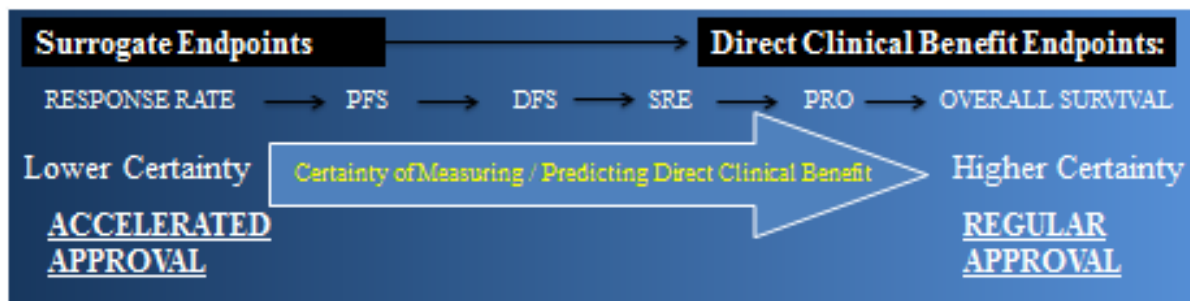 Surrogate Endpoints Direct Clinical Benefit Endpoints:
RESPONSE RATE PFS DFS SRE PRO OVERALL SURVIVAL
Lower Certainty Certainty of Measuring / Predicting Direct Clinical Benefit Higher Certainty
ACCELERATED REGULAR
APPROVAL APPROVAL